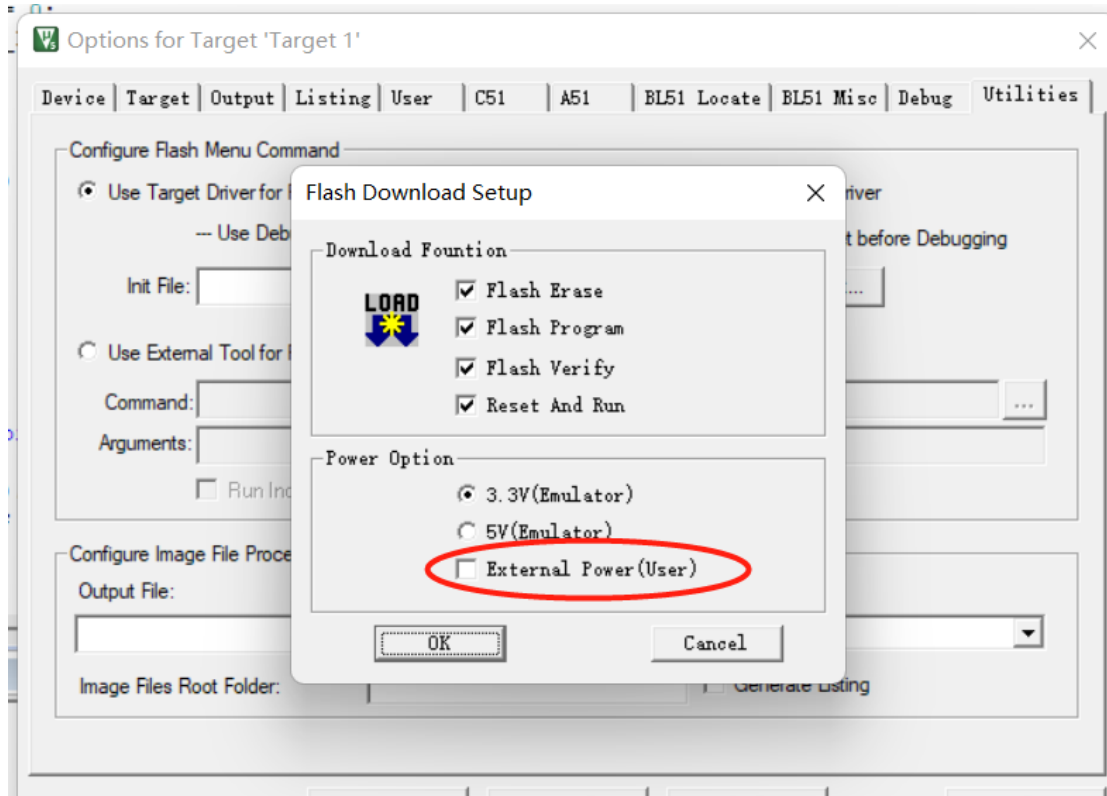 Options for Target 'Target 1'
Device Target Output Listing User C51 A51 BL51 Locate BL51 Misc Debug Utilities
Configure Flash Menu Command
Use Target Driver for
Flash Download Setup
--- Use Deb
t before Debugging
Download Fountion
Init File:
...
LOAD
Flash Erase
Flash Program
Flash Verify
Reset And Run
Use External Tool for
Command:
...
Arguments:
Power Option
3.3V(Emulator)
5V(Emulator)
External Power(User)
Run Inc
Configure Image File Proce
Output File:
OK
Cancel
Image Files Root Folder:
Generate Listing